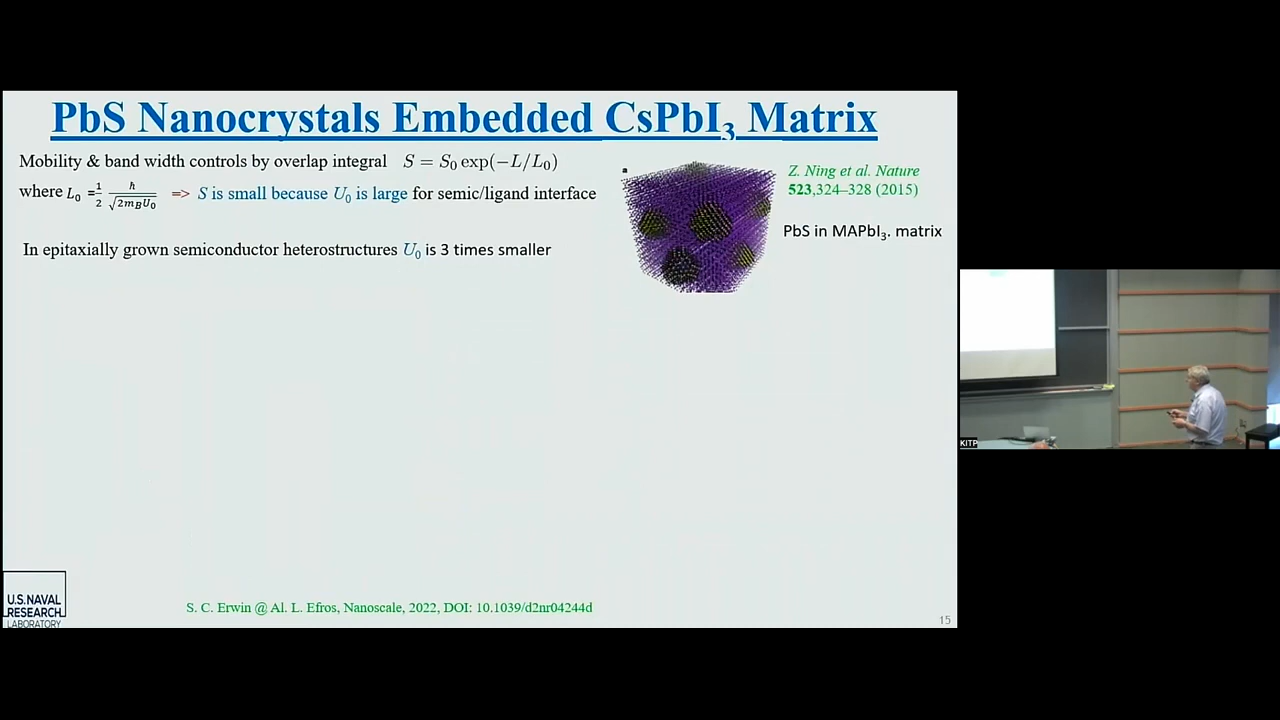 PbS Nanocrystals Embedded CsPbI₃ Matrix
Mobility & band width controls by overlap integral S = S₀ exp(−L/L₀)
where L₀ = 1/2 ħ/√(2m_B U₀) => S is small because U₀ is large for semic/ligand interface
In epitaxially grown semiconductor heterostructures U₀ is 3 times smaller
a
Z. Ning et al. Nature
523,324–328 (2015)
PbS in MAPbI₃. matrix
KITP
U.S. NAVAL
RESEARCH
LABORATORY
S. C. Erwin @ Al. L. Efros, Nanoscale, 2022, DOI: 10.1039/d2nr04244d
15